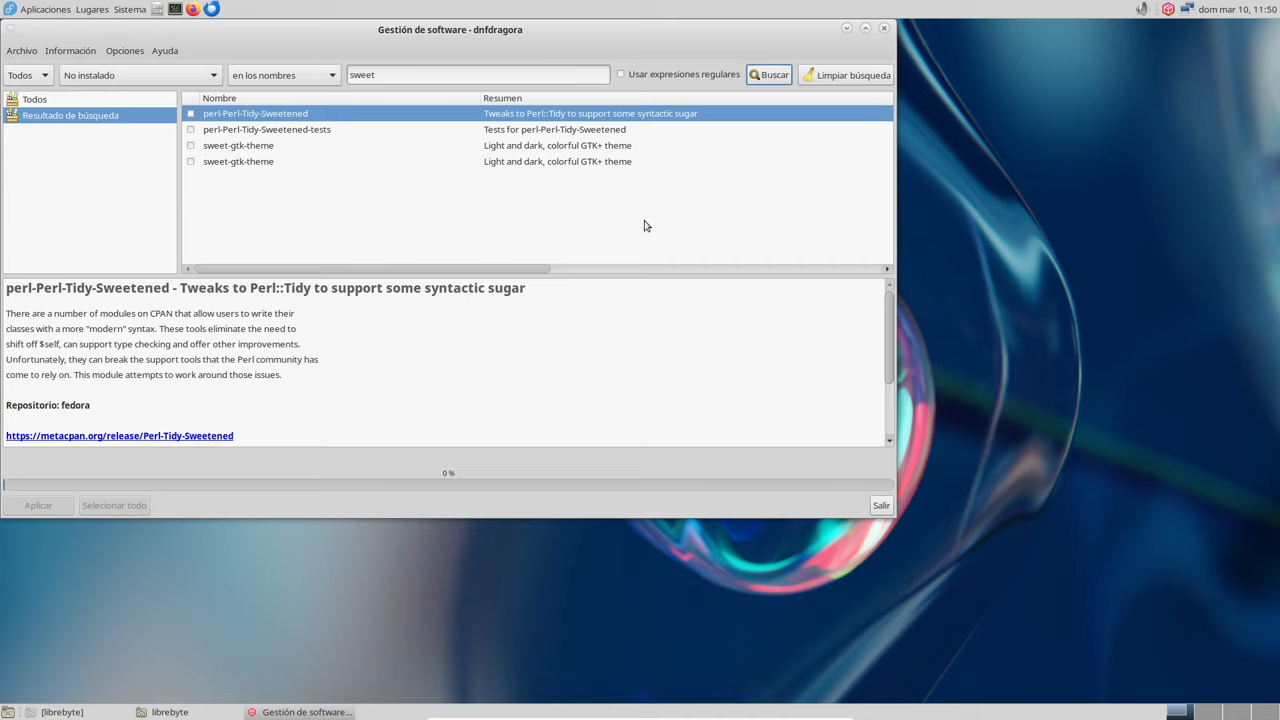 Aplicaciones Lugares Sistema
dom mar 10, 11:50
Gestión de software - dnfdragora
Archivo Información Opciones Ayuda
Todos No instalado en los nombres sweet Usar expresiones regulares Buscar Limpiar búsqueda
Todos
Resultado de búsqueda
Nombre Resumen
perl-Perl-Tidy-Sweetened Tweaks to Perl::Tidy to support some syntactic sugar
perl-Perl-Tidy-Sweetened-tests Tests for perl-Perl-Tidy-Sweetened
sweet-gtk-theme Light and dark, colorful GTK+ theme
sweet-gtk-theme Light and dark, colorful GTK+ theme
perl-Perl-Tidy-Sweetened - Tweaks to Perl::Tidy to support some syntactic sugar
There are a number of modules on CPAN that allow users to write their
classes with a more "modern" syntax. These tools eliminate the need to
shift off $self, can support type checking and offer other improvements.
Unfortunately, they can break the support tools that the Perl community has
come to rely on. This module attempts to work around those issues.
Repositorio: fedora
https://metacpan.org/release/Perl-Tidy-Sweetened
0 %
Aplicar Selecionar todo Salir
[librebyte] librebyte Gestión de software...